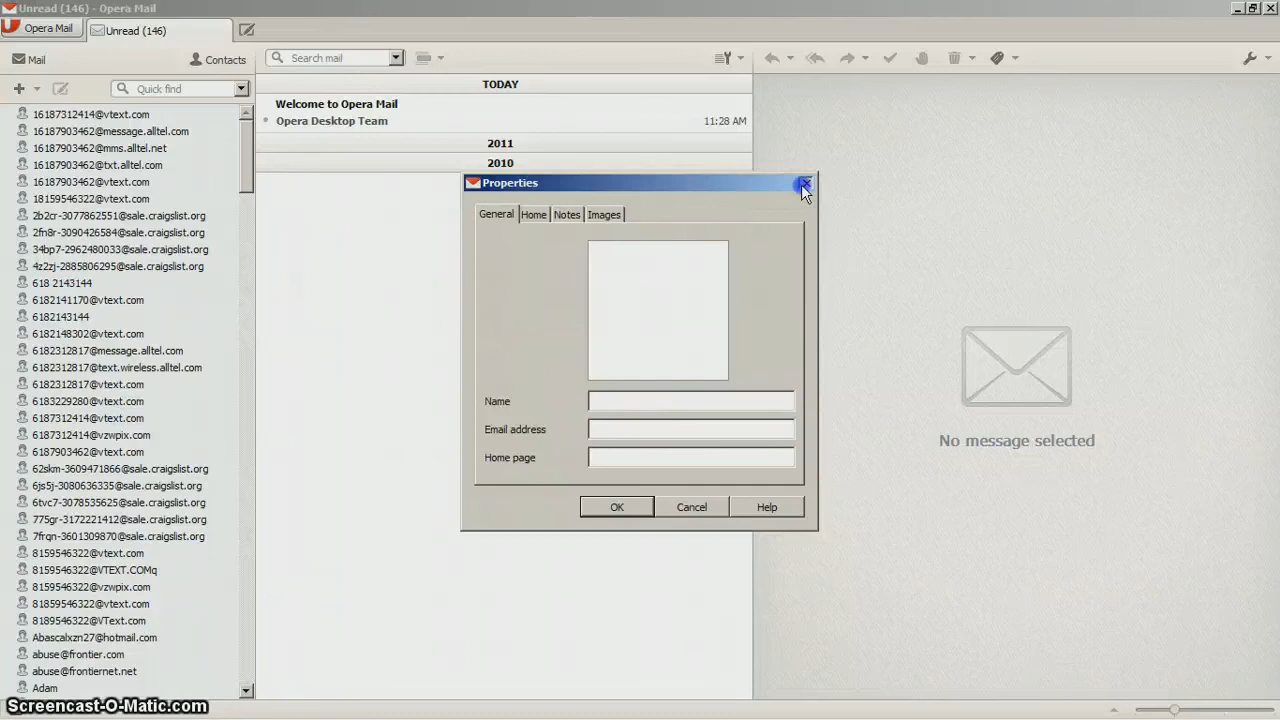 Unread (146) - Opera Mail
Opera Mail
Unread (146)
Mail
Contacts
Search mail
Quick find
16187312414@vtext.com
16187903462@message.alltel.com
16187903462@mms.alltel.net
16187903462@txt.alltel.com
16187903462@vtext.com
18159546322@vtext.com
2b2cr-3077862551@sale.craigslist.org
2fn8r-3090426584@sale.craigslist.org
34bp7-2962480033@sale.craigslist.org
4z2zj-2885806295@sale.craigslist.org
618 2143144
6182141170@vtext.com
6182143144
6182148302@vtext.com
6182312817@message.alltel.com
6182312817@text.wireless.alltel.com
6182312817@vtext.com
6183229280@vtext.com
6187312414@vtext.com
6187312414@vzwpix.com
6187903462@vtext.com
62skm-3609471866@sale.craigslist.org
6js5j-3080636335@sale.craigslist.org
6tvc7-3078535625@sale.craigslist.org
775gr-3172221412@sale.craigslist.org
7frqn-3601309870@sale.craigslist.org
8159546322@vtext.com
8159546322@VTEXT.COMq
8159546322@vzwpix.com
81859546322@vtext.com
8189546322@VText.com
Abascalxzn27@hotmail.com
abuse@frontier.com
abuse@frontiernet.net
Adam
TODAY
Welcome to Opera Mail
Opera Desktop Team 11:28 AM
2011
2010
Properties
General Home Notes Images
Name
Email address
Home page
OK Cancel Help
No message selected
Screencast-O-Matic.com